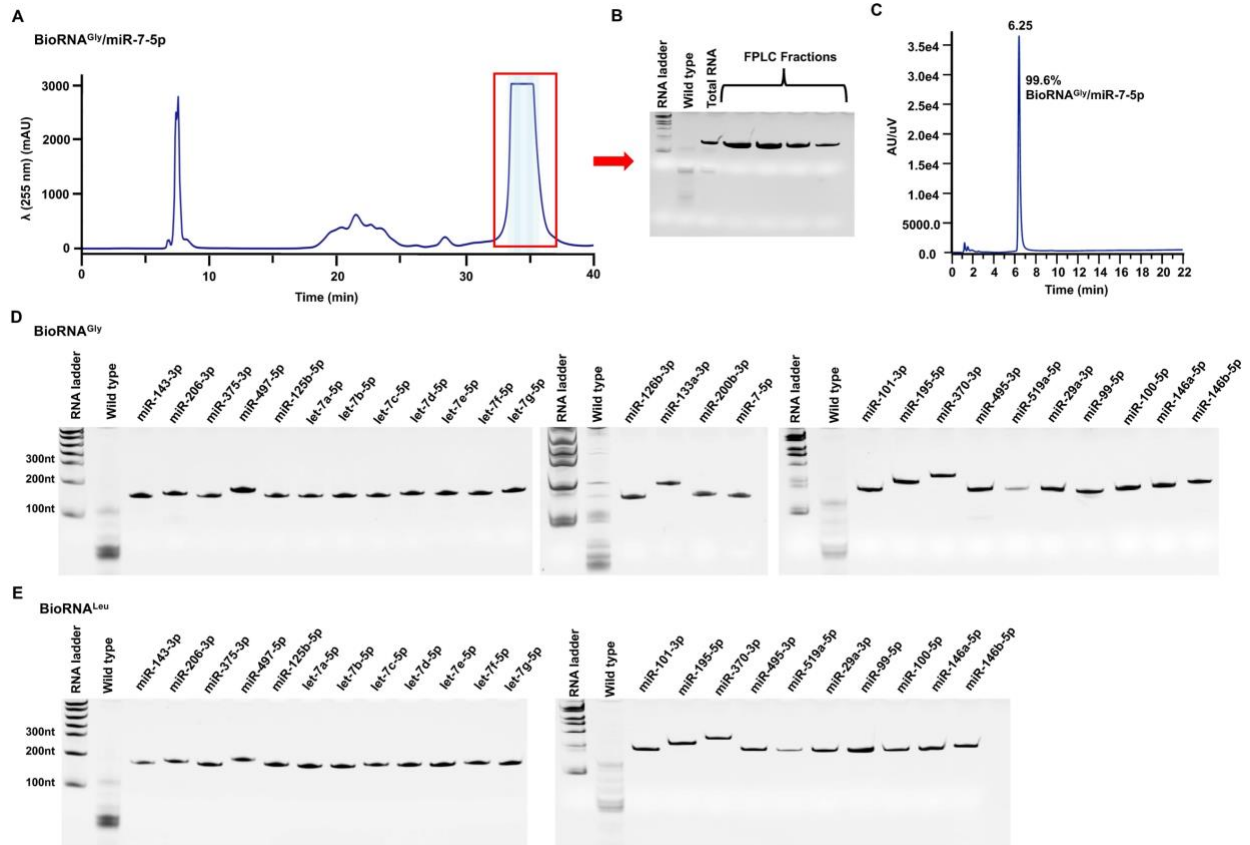 A
BioRNAGly/miR-7-5p
λ (255 nm) (mAU)
3000
2000
1000
0
0
10
20
30
40
Time (min)
B
RNA ladder
Wild type
Total RNA
FPLC Fractions
C
6.25
99.6%
BioRNAGly/miR-7-5p
AU/uV
3.5e4
3.0e4
2.5e4
2.0e4
1.5e4
1.0e4
5000.0
0.0
0 2 4 6 8 10 12 14 16 18 20 22
Time (min)
D
BioRNAGly
RNA ladder
Wild type
miR-143-3p
miR-206-3p
miR-375-3p
miR-497-5p
miR-125b-5p
let-7a-5p
let-7b-5p
let-7c-5p
let-7d-5p
let-7e-5p
let-7f-5p
let-7g-5p
300nt
200nt
100nt
RNA ladder
Wild type
miR-126b-3p
miR-133a-3p
miR-200b-3p
miR-7-5p
RNA ladder
Wild type
miR-101-3p
miR-195-5p
miR-370-3p
miR-495-3p
miR-519a-5p
miR-29a-3p
miR-99-5p
miR-100-5p
miR-146a-5p
miR-146b-5p
E
BioRNALeu
RNA ladder
Wild type
miR-143-3p
miR-206-3p
miR-375-3p
miR-497-5p
miR-125b-5p
let-7a-5p
let-7b-5p
let-7c-5p
let-7d-5p
let-7e-5p
let-7f-5p
let-7g-5p
300nt
200nt
100nt
RNA ladder
Wild type
miR-101-3p
miR-195-5p
miR-370-3p
miR-495-3p
miR-519a-5p
miR-29a-3p
miR-99-5p
miR-100-5p
miR-146a-5p
miR-146b-5p